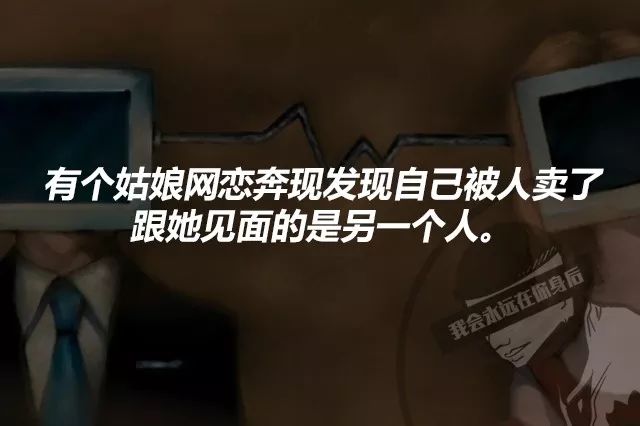 有个姑娘网恋奔现发现自己被人卖了
跟她见面的是另一个人。
我会永远在你身后